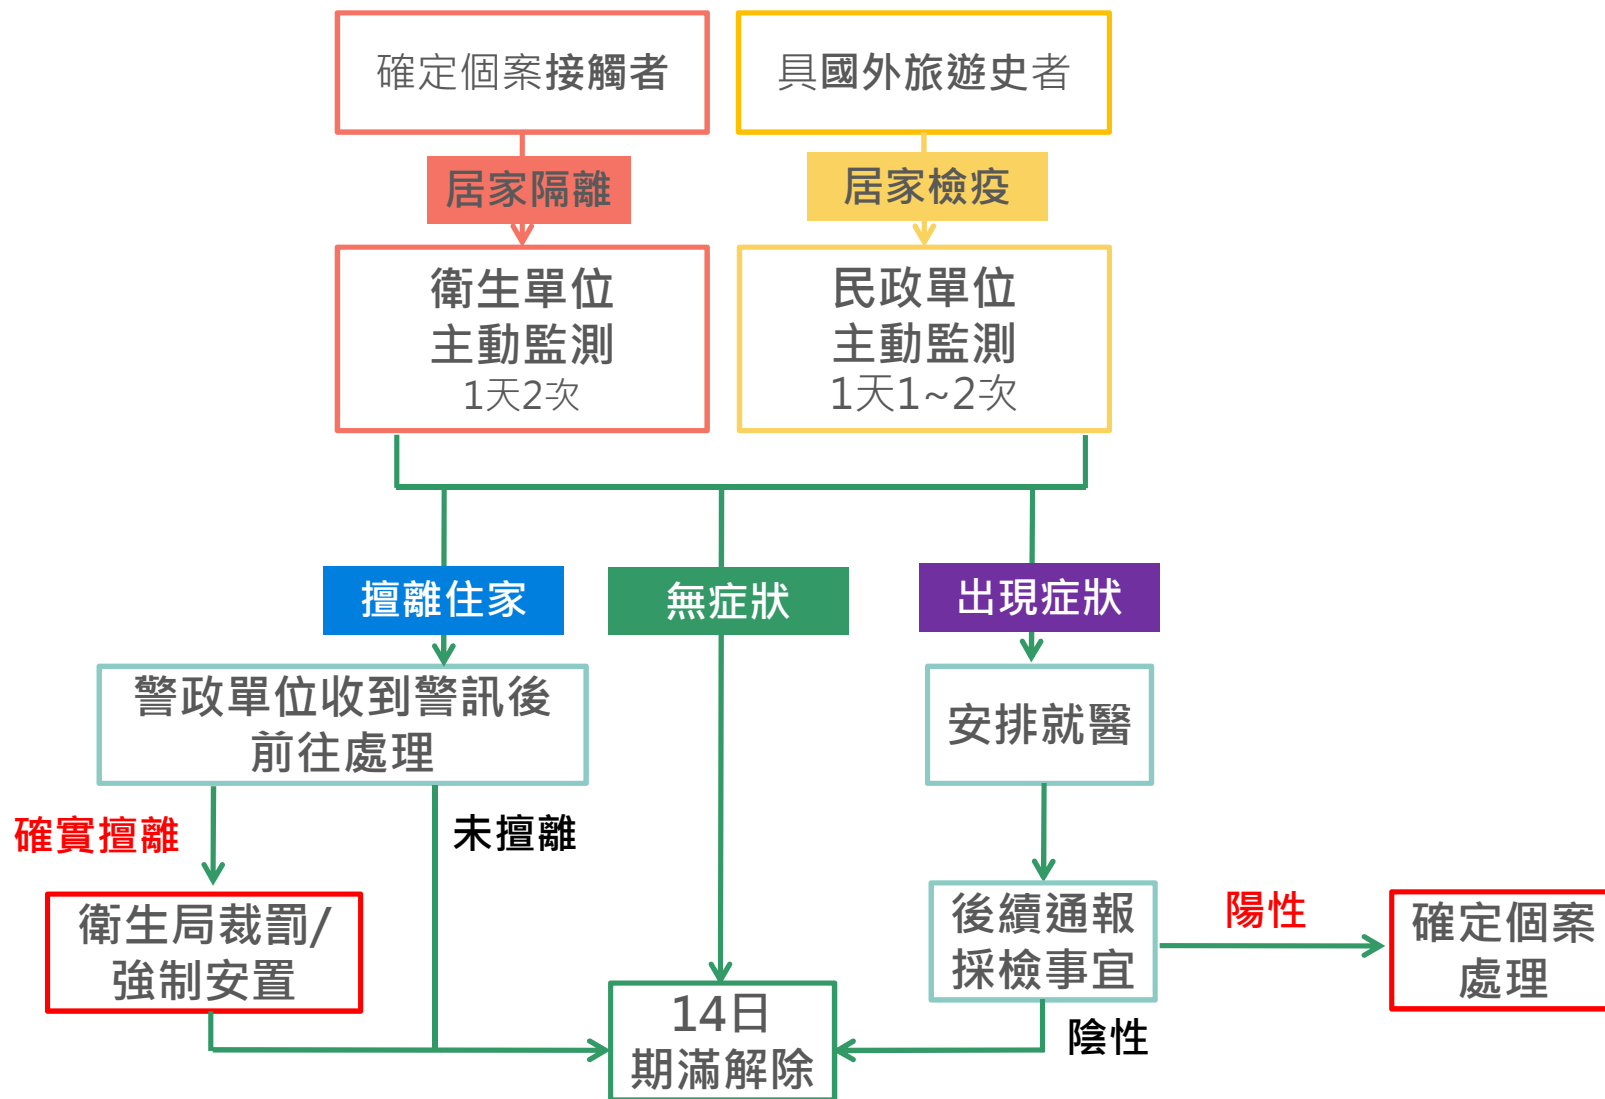 確定個案接觸者
具國外旅遊史者
居家隔離
居家檢疫
衛生單位
主動監測
1天2次
民政單位
主動監測
1天1~2次
擅離住家
無症狀
出現症狀
警政單位收到警訊後
前往處理
安排就醫
確實擅離
未擅離
衛生局裁罰/
強制安置
後續通報
採檢事宜
陽性
確定個案
處理
陰性
14日
期滿解除